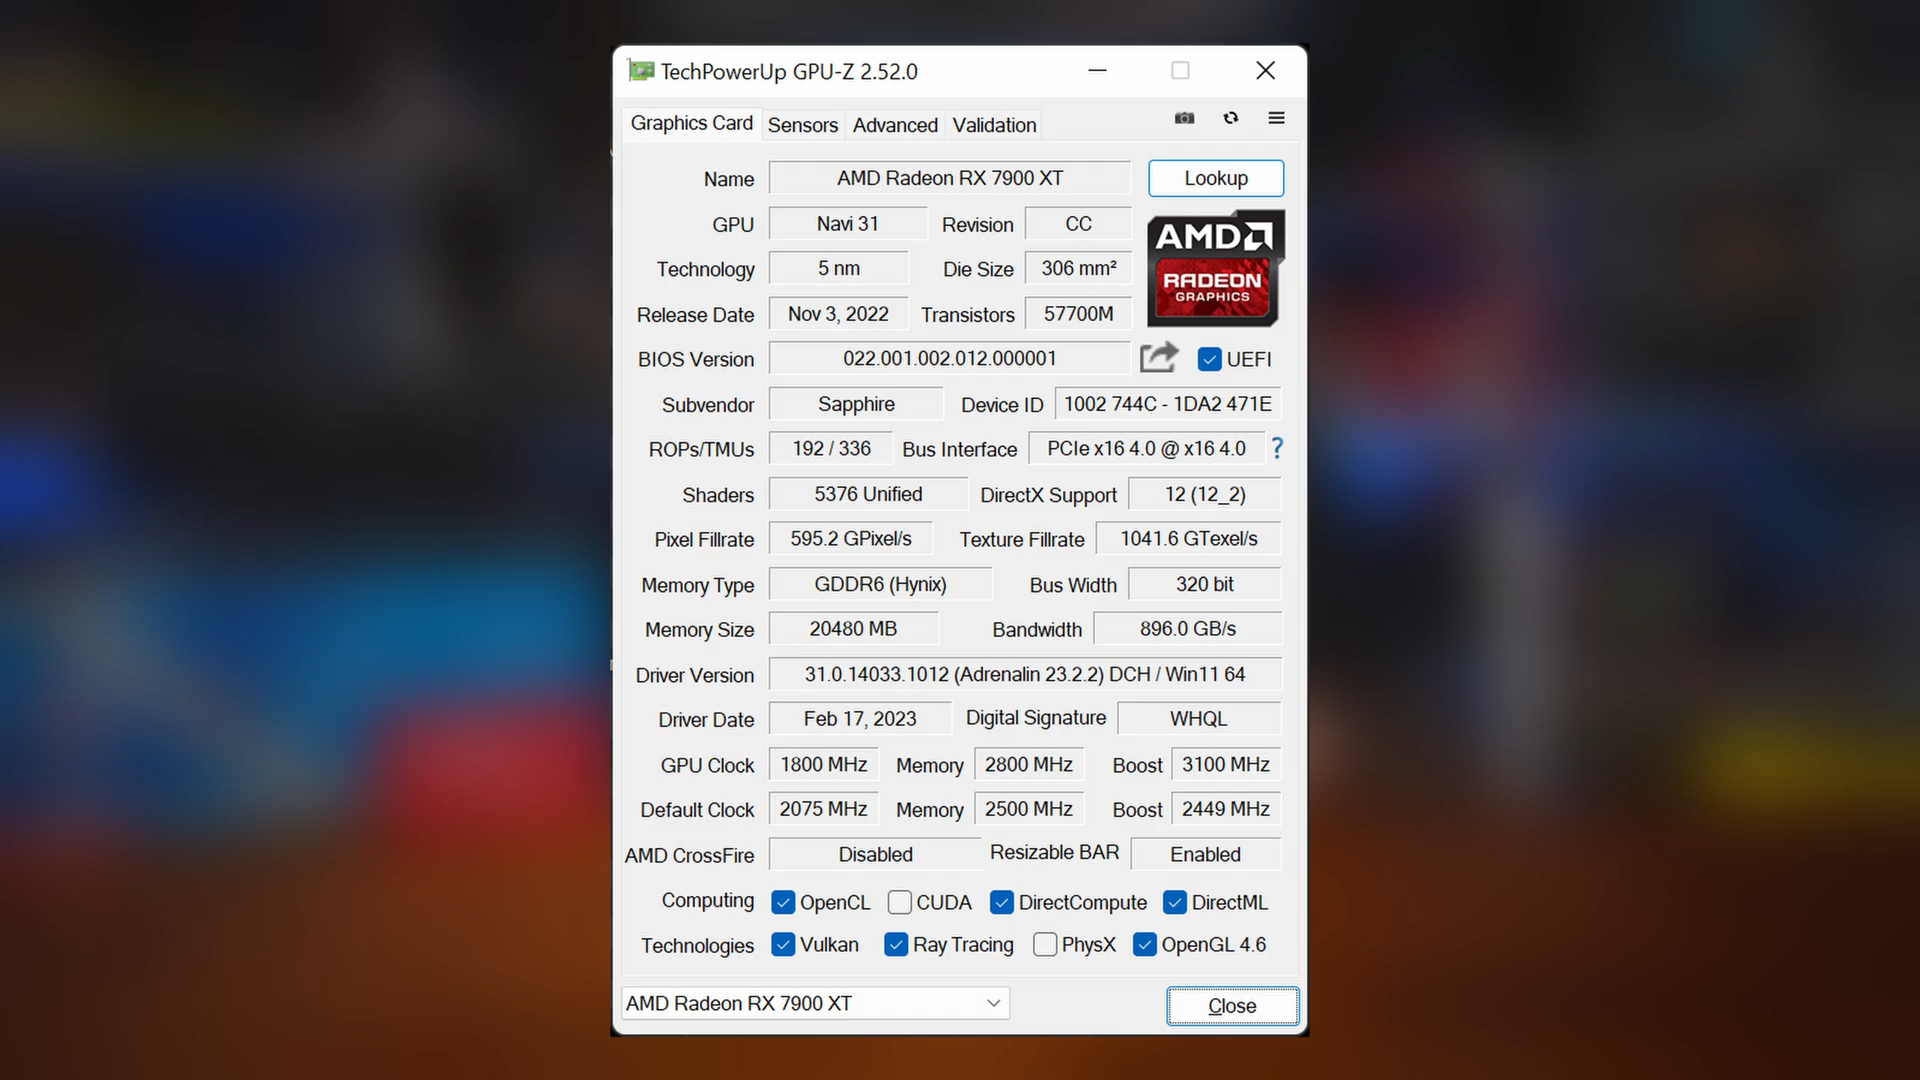 TechPowerUp GPU-Z 2.52.0
Graphics Card Sensors Advanced Validation
Name AMD Radeon RX 7900 XT Lookup
GPU Navi 31 Revision CC
AMD
RADEON
GRAPHICS
Technology 5 nm Die Size 306 mm²
Release Date Nov 3, 2022 Transistors 57700M
BIOS Version 022.001.002.012.000001 UEFI
Subvendor Sapphire Device ID 1002 744C - 1DA2 471E
ROPs/TMUs 192 / 336 Bus Interface PCIe x16 4.0 @ x16 4.0 ?
Shaders 5376 Unified DirectX Support 12 (12_2)
Pixel Fillrate 595.2 GPixel/s Texture Fillrate 1041.6 GTexel/s
Memory Type GDDR6 (Hynix) Bus Width 320 bit
Memory Size 20480 MB Bandwidth 896.0 GB/s
Driver Version 31.0.14033.1012 (Adrenalin 23.2.2) DCH / Win11 64
Driver Date Feb 17, 2023 Digital Signature WHQL
GPU Clock 1800 MHz Memory 2800 MHz Boost 3100 MHz
Default Clock 2075 MHz Memory 2500 MHz Boost 2449 MHz
AMD CrossFire Disabled Resizable BAR Enabled
Computing OpenCL CUDA DirectCompute DirectML
Technologies Vulkan Ray Tracing PhysX OpenGL 4.6
AMD Radeon RX 7900 XT Close